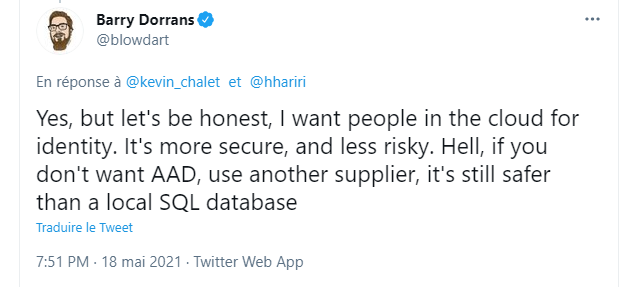 Barry Dorrans
@blowdart
En réponse à @kevin_chalet et @hhariri
Yes, but let's be honest, I want people in the cloud for
identity. It's more secure, and less risky. Hell, if you
don't want AAD, use another supplier, it's still safer
than a local SQL database
Traduire le Tweet
7:51 PM · 18 mai 2021 · Twitter Web App